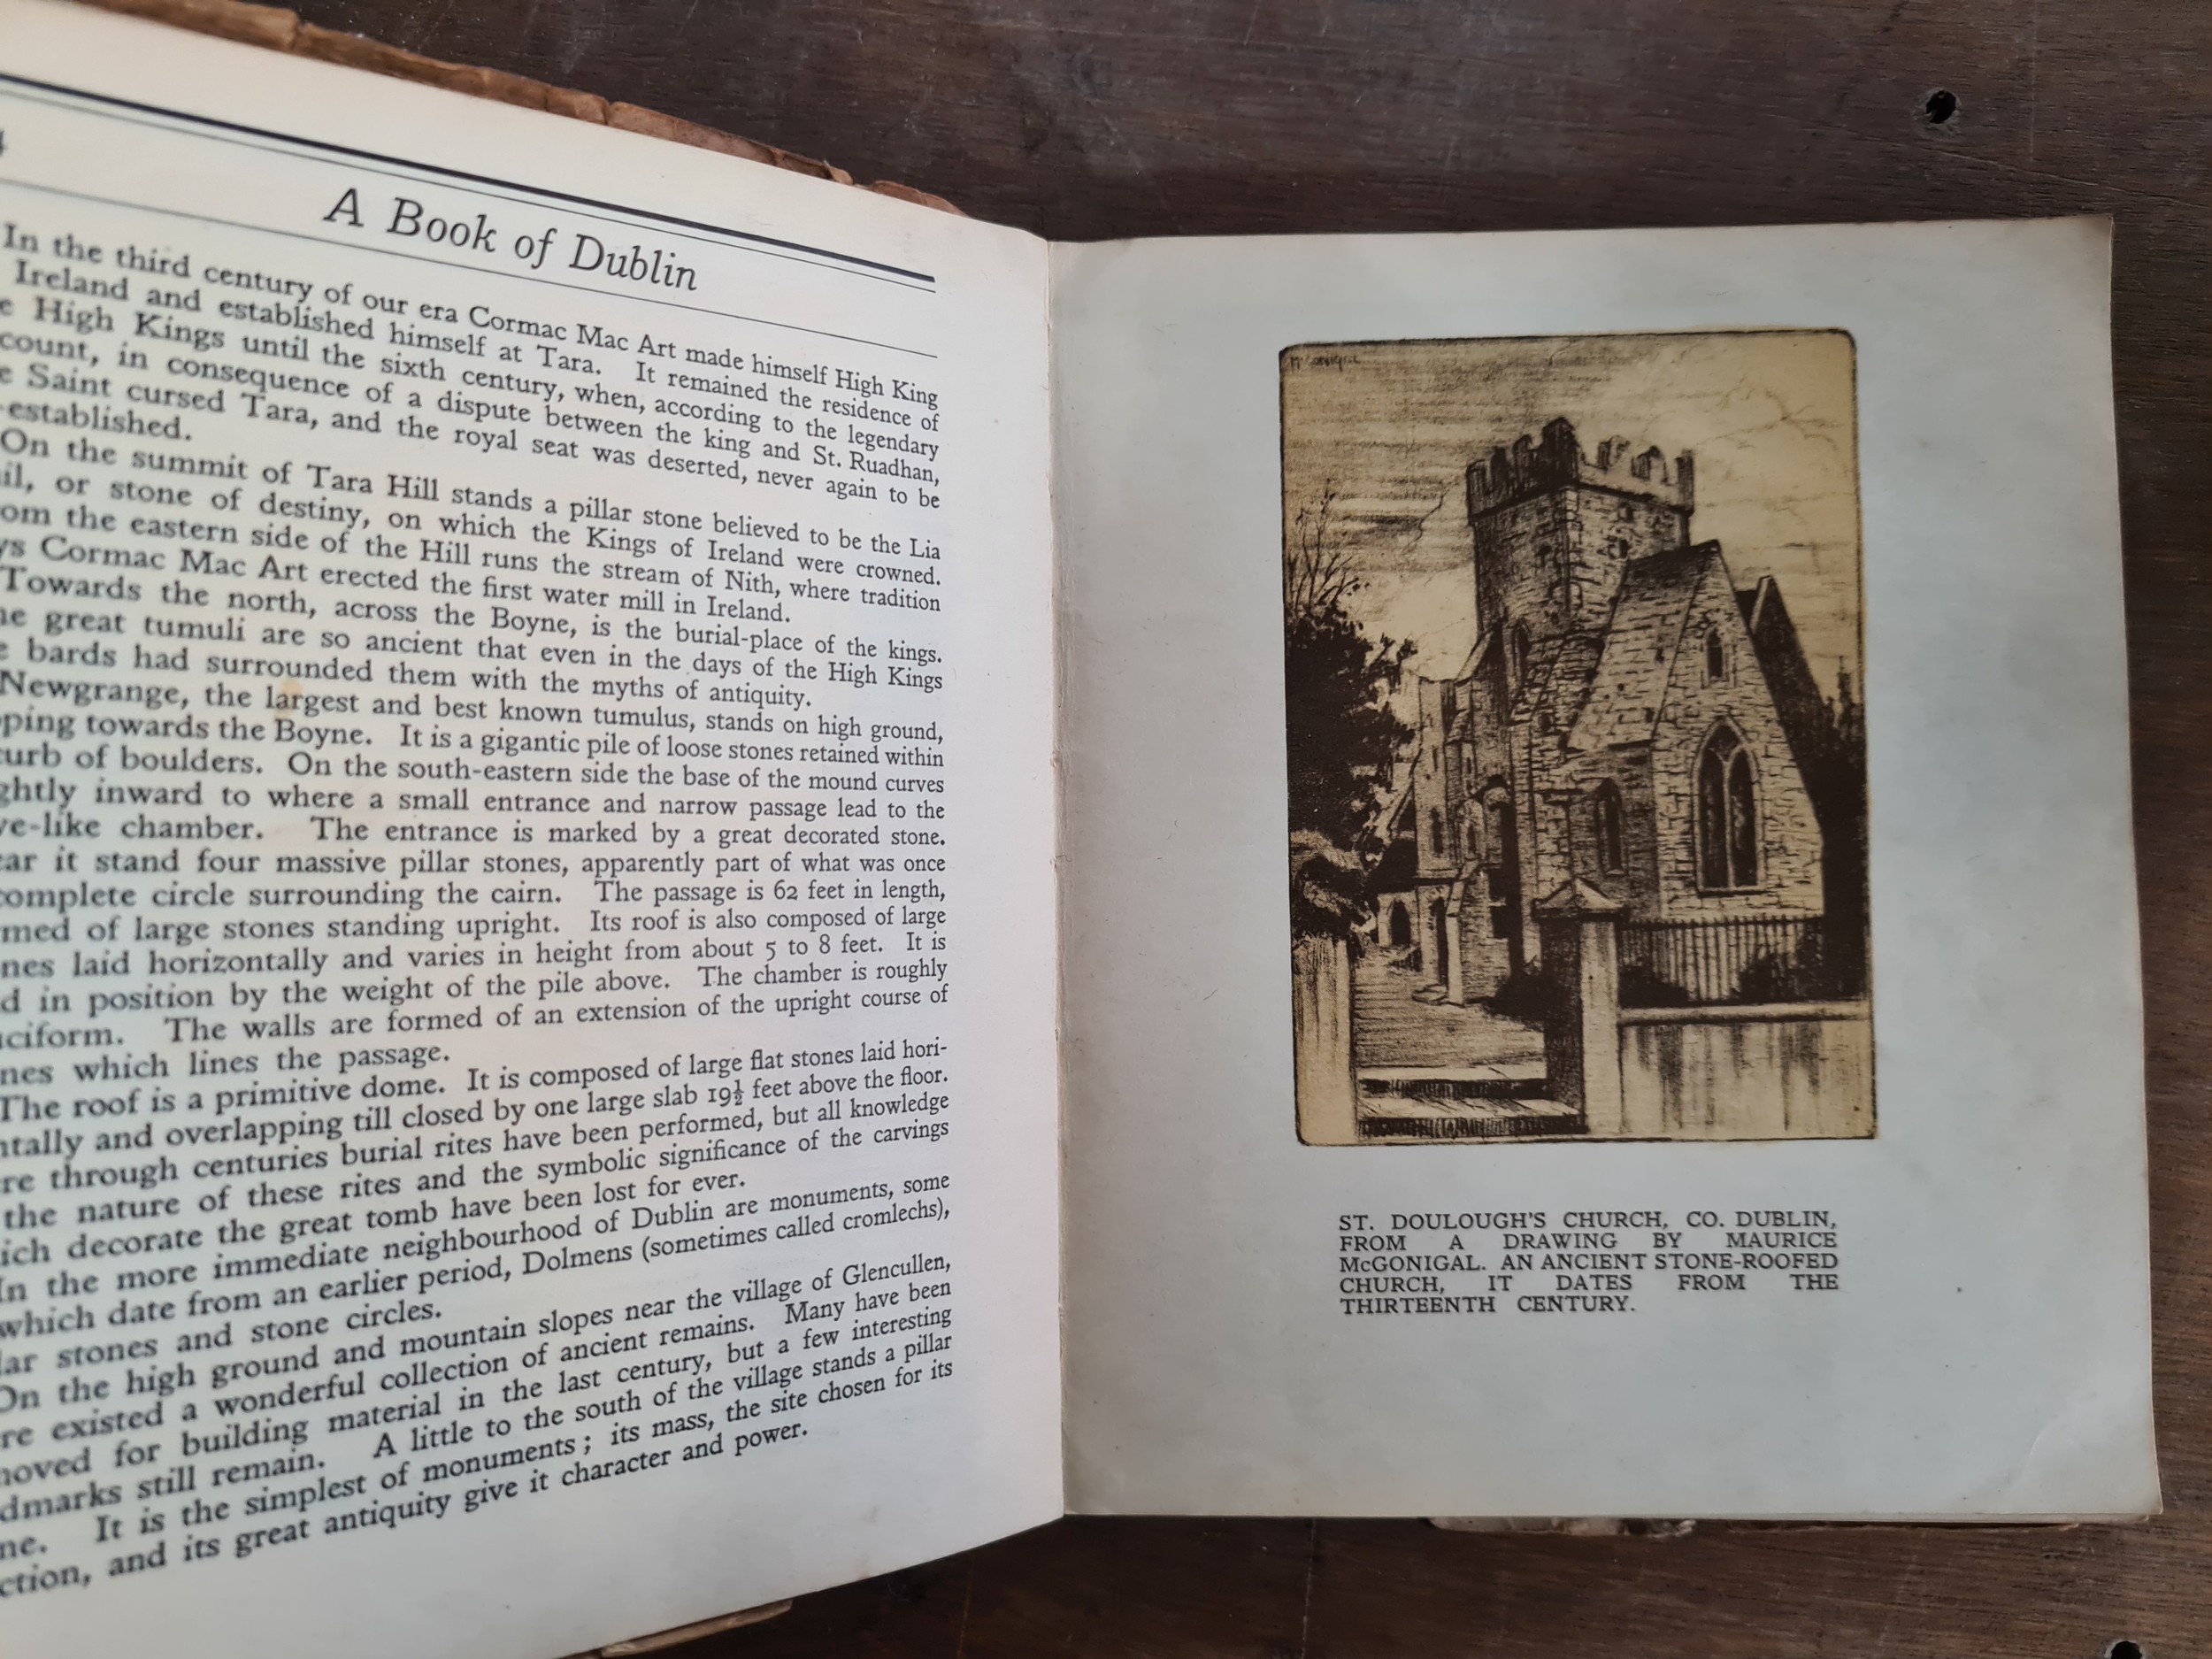 4
A Book of Dublin
In the third century of our era Cormac Mac Art made himself High King
Ireland and established himself at Tara. It remained the residence of
High Kings until the sixth century, when, according to the legendary
count, in consequence of a dispute between the king and St. Ruadhan,
Saint cursed Tara, and the royal seat was deserted, never again to be
-established.
On the summit of Tara Hill stands a pillar stone believed to be the Lia
il, or stone of destiny, on which the Kings of Ireland were crowned.
om the eastern side of the Hill runs the stream of Nith, where tradition
ys Cormac Mac Art erected the first water mill in Ireland.
Towards the north, across the Boyne, is the burial-place of the kings.
he great tumuli are so ancient that even in the days of the High Kings
bards had surrounded them with the myths of antiquity.
Newgrange, the largest and best known tumulus, stands on high ground,
ping towards the Boyne. It is a gigantic pile of loose stones retained within
curb of boulders. On the south-eastern side the base of the mound curves
ghtly inward to where a small entrance and narrow passage lead to the
ve-like chamber. The entrance is marked by a great decorated stone.
ar it stand four massive pillar stones, apparently part of what was once
complete circle surrounding the cairn. The passage is 62 feet in length,
med of large stones standing upright. Its roof is also composed of large
nes laid horizontally and varies in height from about 5 to 8 feet. It is
d in position by the weight of the pile above. The chamber is roughly
ciform. The walls are formed of an extension of the upright course of
nes which lines the passage.
The roof is a primitive dome. It is composed of large flat stones laid hori-
ntally and overlapping till closed by one large slab 19½ feet above the floor.
re through centuries burial rites have been performed, but all knowledge
the nature of these rites and the symbolic significance of the carvings
ich decorate the great tomb have been lost for ever.
In the more immediate neighbourhood of Dublin are monuments, some
which date from an earlier period, Dolmens (sometimes called cromlechs),
lar stones and stone circles.
On the high ground and mountain slopes near the village of Glencullen,
re existed a wonderful collection of ancient remains. Many have been
moved for building material in the last century, but a few interesting
dmarks still remain. A little to the south of the village stands a pillar
ne. It is the simplest of monuments; its mass, the site chosen for its
ction, and its great antiquity give it character and power.
ST. DOULOUGH'S CHURCH, CO. DUBLIN,
FROM A DRAWING BY MAURICE
McGONIGAL. AN ANCIENT STONE-ROOFED
CHURCH, IT DATES FROM THE
THIRTEENTH CENTURY.